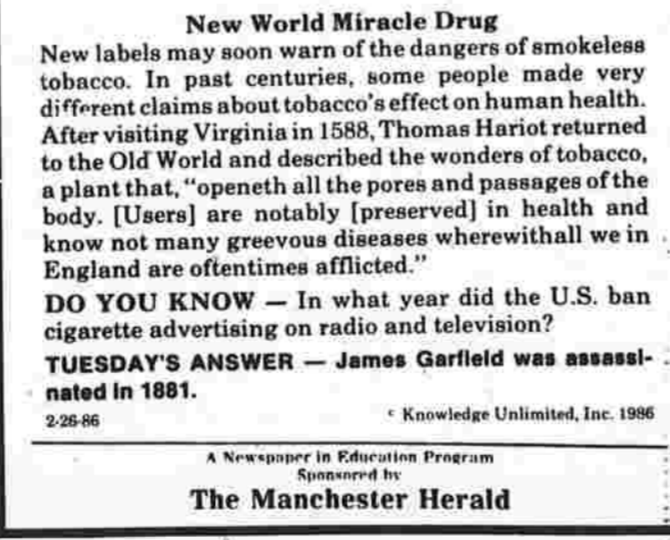 New World Miracle Drug
New labels may soon warn of the dangers of smokeless
tobacco. In past centuries, some people made very
different claims about tobacco's effect on human health.
After visiting Virginia in 1588, Thomas Hariot returned
to the Old World and described the wonders of tobacco,
a plant that, "openeth all the pores and passages of the
body. [Users] are notably [preserved] in health and
know not many greevous diseases wherewithall we in
England are oftentimes afflicted."
DO YOU KNOW — In what year did the U.S. ban
cigarette advertising on radio and television?
TUESDAY'S ANSWER — James Garfield was assassi-
nated in 1881.
2-26-86 © Knowledge Unlimited, Inc. 1986
A Newspaper in Education Program
Sponsored by
The Manchester Herald